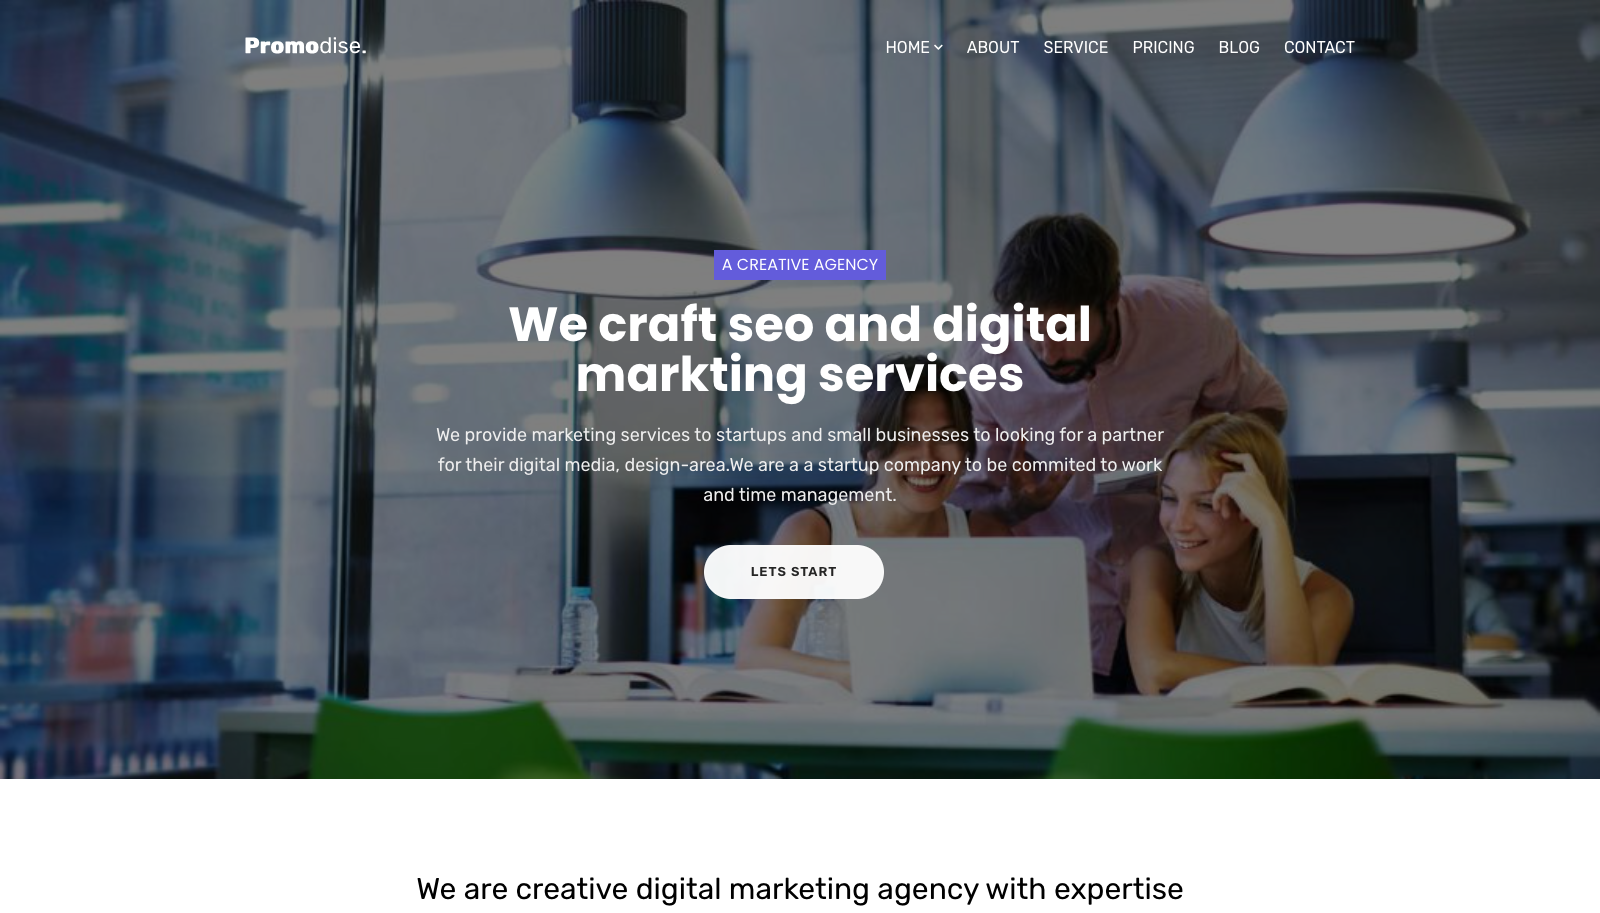 Promodise.
HOME ABOUT SERVICE PRICING BLOG CONTACT
A CREATIVE AGENCY
We craft seo and digital
markting services
We provide marketing services to startups and small businesses to looking for a partner
for their digital media, design-area.We are a a startup company to be commited to work
and time management.
LETS START
We are creative digital marketing agency with expertise